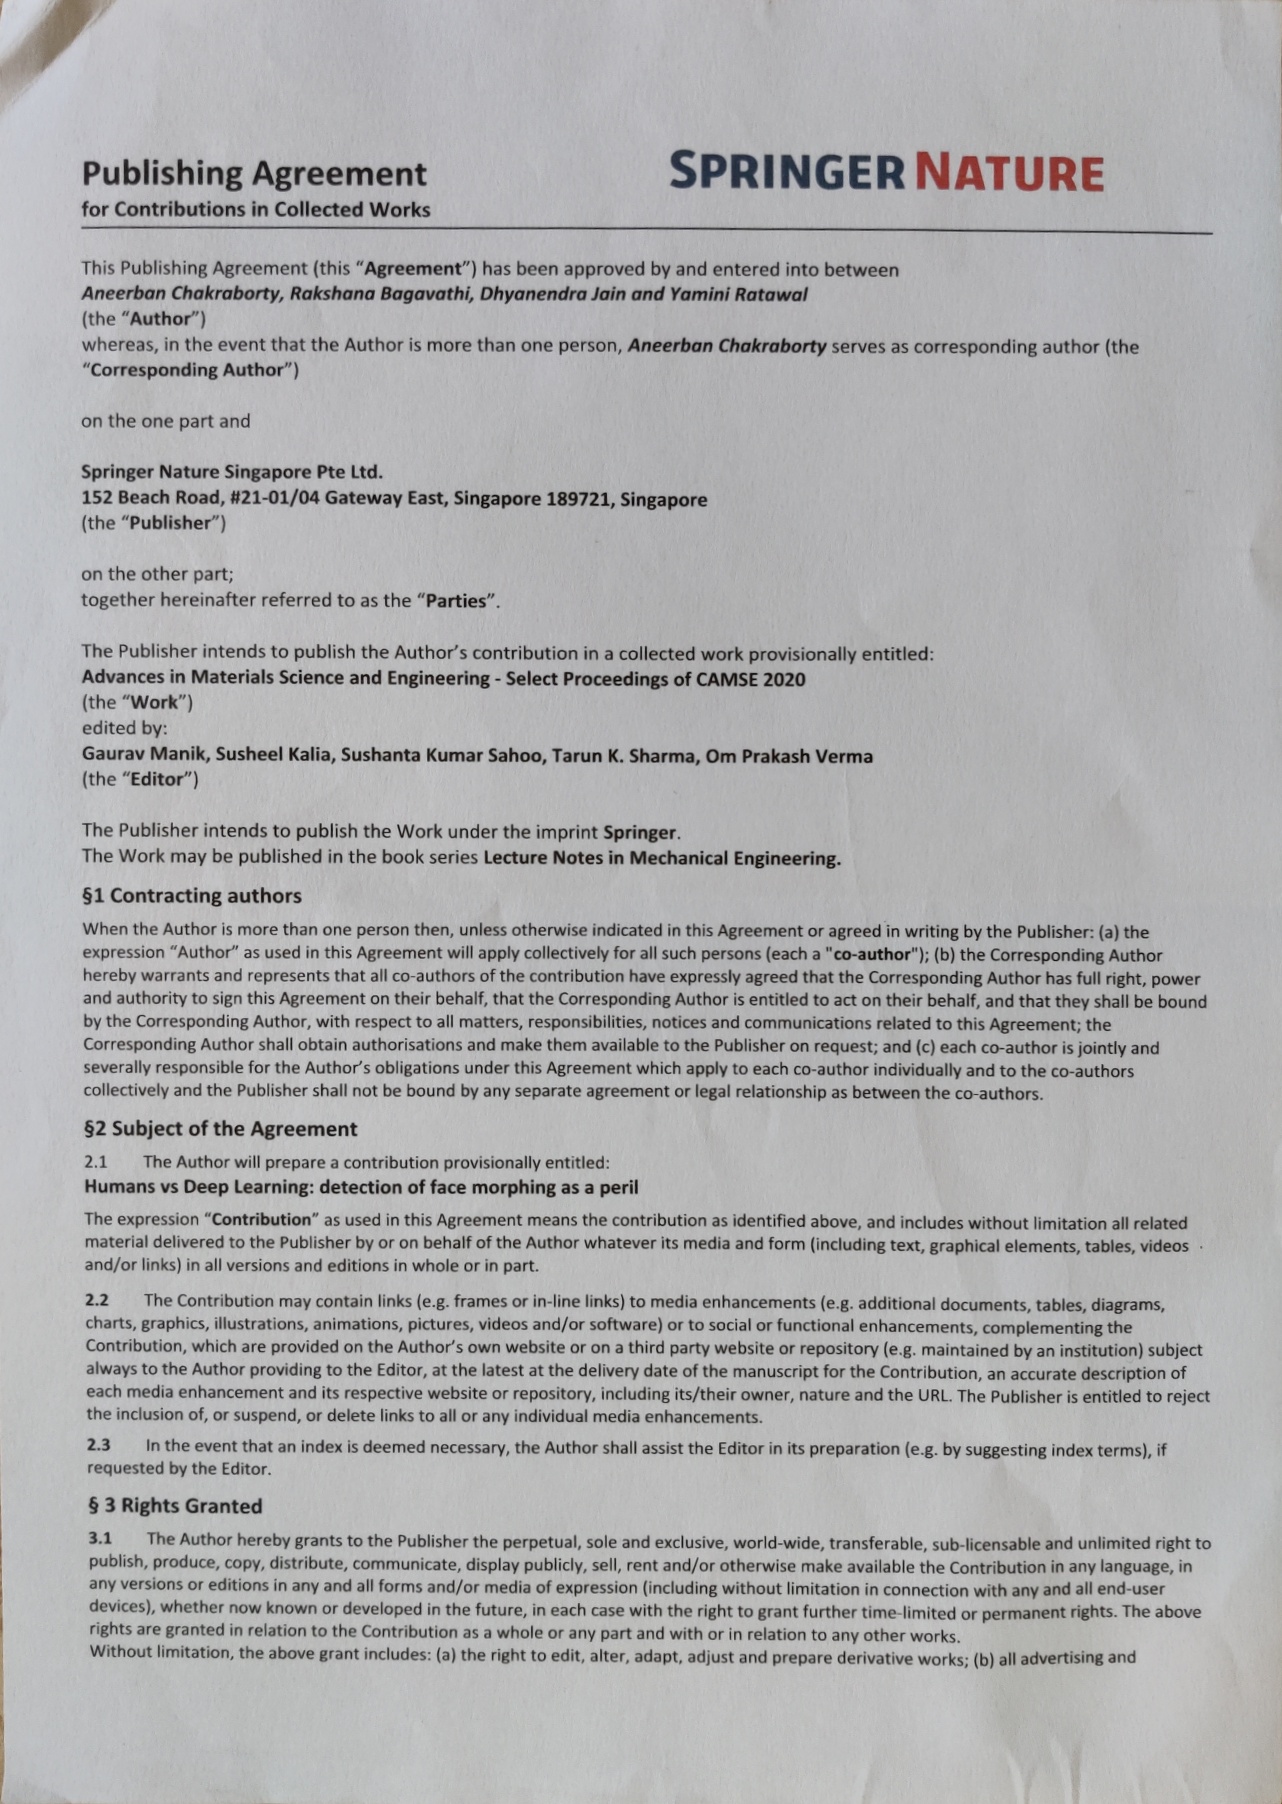 Publishing Agreement
SPRINGER NATURE
for Contributions in Collected Works
This Publishing Agreement (this “Agreement”) has been approved by and entered into between
Aneerban Chakraborty, Rakshana Bagavathi, Dhyanendra Jain and Yamini Ratawal
(the “Author”)
whereas, in the event that the Author is more than one person, Aneerban Chakraborty serves as corresponding author (the
“Corresponding Author”)
on the one part and
Springer Nature Singapore Pte Ltd.
152 Beach Road, #21-01/04 Gateway East, Singapore 189721, Singapore
(the “Publisher”)
on the other part;
together hereinafter referred to as the “Parties”.
The Publisher intends to publish the Author’s contribution in a collected work provisionally entitled:
Advances in Materials Science and Engineering - Select Proceedings of CAMSE 2020
(the “Work”)
edited by:
Gaurav Manik, Susheel Kalia, Sushanta Kumar Sahoo, Tarun K. Sharma, Om Prakash Verma
(the “Editor”)
The Publisher intends to publish the Work under the imprint Springer.
The Work may be published in the book series Lecture Notes in Mechanical Engineering.
§1 Contracting authors
When the Author is more than one person then, unless otherwise indicated in this Agreement or agreed in writing by the Publisher: (a) the
expression “Author” as used in this Agreement will apply collectively for all such persons (each a "co-author"); (b) the Corresponding Author
hereby warrants and represents that all co-authors of the contribution have expressly agreed that the Corresponding Author has full right, power
and authority to sign this Agreement on their behalf, that the Corresponding Author is entitled to act on their behalf, and that they shall be bound
by the Corresponding Author, with respect to all matters, responsibilities, notices and communications related to this Agreement; the
Corresponding Author shall obtain authorisations and make them available to the Publisher on request; and (c) each co-author is jointly and
severally responsible for the Author’s obligations under this Agreement which apply to each co-author individually and to the co-authors
collectively and the Publisher shall not be bound by any separate agreement or legal relationship as between the co-authors.
§2 Subject of the Agreement
2.1 The Author will prepare a contribution provisionally entitled:
Humans vs Deep Learning: detection of face morphing as a peril
The expression “Contribution” as used in this Agreement means the contribution as identified above, and includes without limitation all related
material delivered to the Publisher by or on behalf of the Author whatever its media and form (including text, graphical elements, tables, videos
and/or links) in all versions and editions in whole or in part.
2.2 The Contribution may contain links (e.g. frames or in-line links) to media enhancements (e.g. additional documents, tables, diagrams,
charts, graphics, illustrations, animations, pictures, videos and/or software) or to social or functional enhancements, complementing the
Contribution, which are provided on the Author’s own website or on a third party website or repository (e.g. maintained by an institution) subject
always to the Author providing to the Editor, at the latest at the delivery date of the manuscript for the Contribution, an accurate description of
each media enhancement and its respective website or repository, including its/their owner, nature and the URL. The Publisher is entitled to reject
the inclusion of, or suspend, or delete links to all or any individual media enhancements.
2.3 In the event that an index is deemed necessary, the Author shall assist the Editor in its preparation (e.g. by suggesting index terms), if
requested by the Editor.
§ 3 Rights Granted
3.1 The Author hereby grants to the Publisher the perpetual, sole and exclusive, world-wide, transferable, sub-licensable and unlimited right to
publish, produce, copy, distribute, communicate, display publicly, sell, rent and/or otherwise make available the Contribution in any language, in
any versions or editions in any and all forms and/or media of expression (including without limitation in connection with any and all end-user
devices), whether now known or developed in the future, in each case with the right to grant further time-limited or permanent rights. The above
rights are granted in relation to the Contribution as a whole or any part and with or in relation to any other works.
Without limitation, the above grant includes: (a) the right to edit, alter, adapt, adjust and prepare derivative works; (b) all advertising and